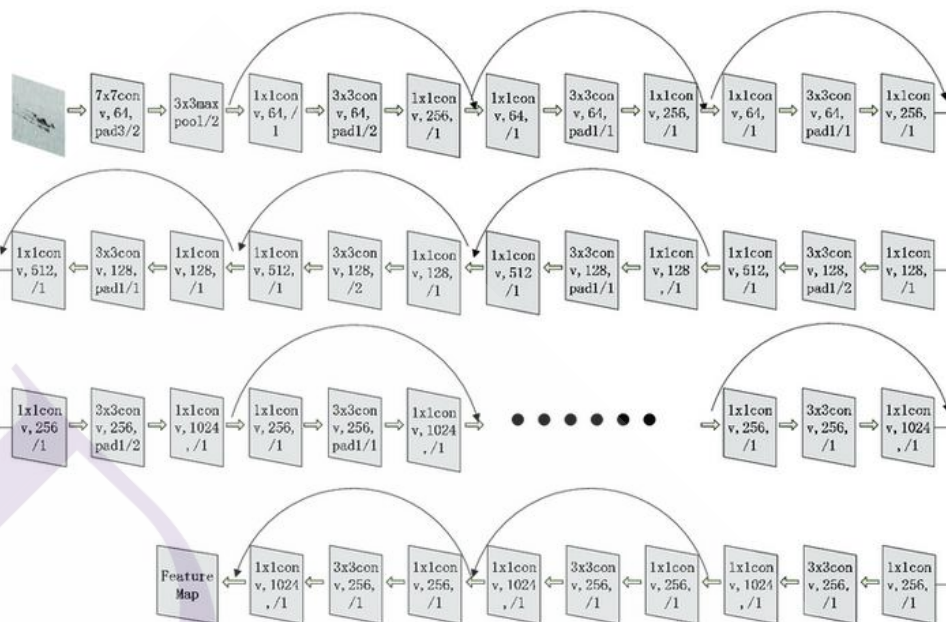 7x7con
v,64,
pad3/2
3x3max
pool/2
1x1con
v,64,/
1
3x3con
v,64,
pad1/2
1x1con
v,256,
/1
1x1con
v,64,
/1
3x3con
v,64,
pad1/1
1x1con
v,256,
/1
1x1con
v,64,
/1
3x3con
v,64,
pad1/1
1x1con
v,256,
/1
1x1con
v,512,
/1
3x3con
v,128,
pad1/1
1x1con
v,128,
/1
1x1con
v,512,
/1
3x3con
v,128,
/2
1x1con
v,128,
/1
1x1con
v,512
/1
3x3con
v,128,
pad1/1
1x1con
v,128
,/1
1x1con
v,512,
/1
3x3con
v,128,
pad1/2
1x1con
v,128,
/1
1x1con
v,256
/1
3x3con
v,256,
pad1/2
1x1con
v,1024
,/1
1x1con
v,256,
/1
3x3con
v,256,
pad1/1
1x1con
v,1024
,/1
1x1con
v,256,
/1
3x3con
v,256,
/1
1x1con
v,1024
,/1
Feature
Map
1x1con
v,1024
,/1
3x3con
v,256,
/1
1x1con
v,256,
/1
1x1con
v,1024
,/1
3x3con
v,256,
/1
1x1con
v,256,
/1
1x1con
v,1024
,/1
3x3con
v,256,
/1
1x1con
v,256,
/1